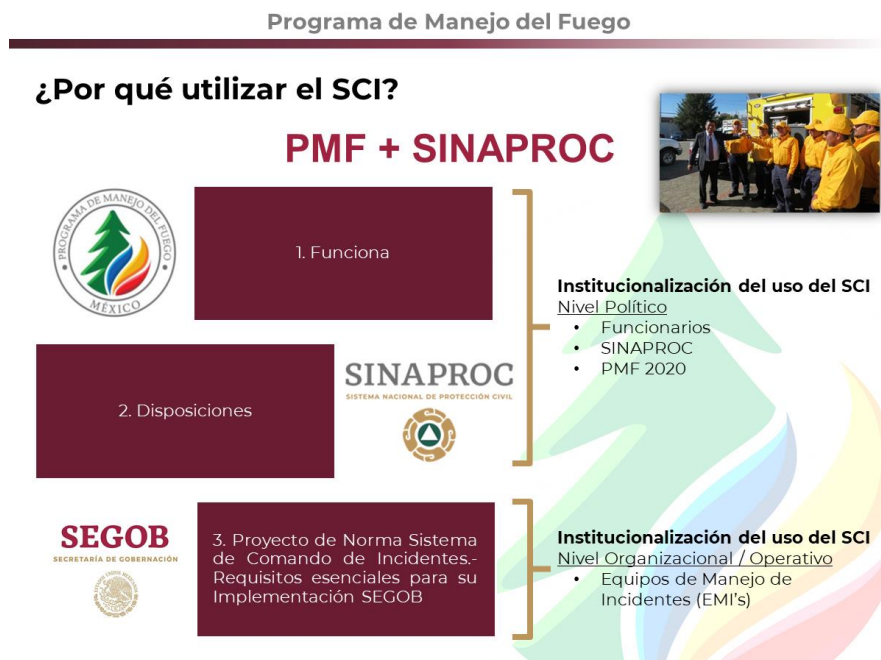 Programa de Manejo del Fuego
¿Por qué utilizar el SCI?
PMF + SINAPROC
PROGRAMA DE MANEJO DEL FUEGO
MÉXICO
1. Funciona
2. Disposiciones
SINAPROC
SISTEMA NACIONAL DE PROTECCIÓN CIVIL
Institucionalización del uso del SCI
Nivel Político
• Funcionarios
• SINAPROC
• PMF 2020
SEGOB
SECRETARÍA DE GOBERNACIÓN
3. Proyecto de Norma Sistema
de Comando de Incidentes.-
Requisitos esenciales para su
Implementación SEGOB
Institucionalización del uso del SCI
Nivel Organizacional / Operativo
• Equipos de Manejo de
Incidentes (EMI's)